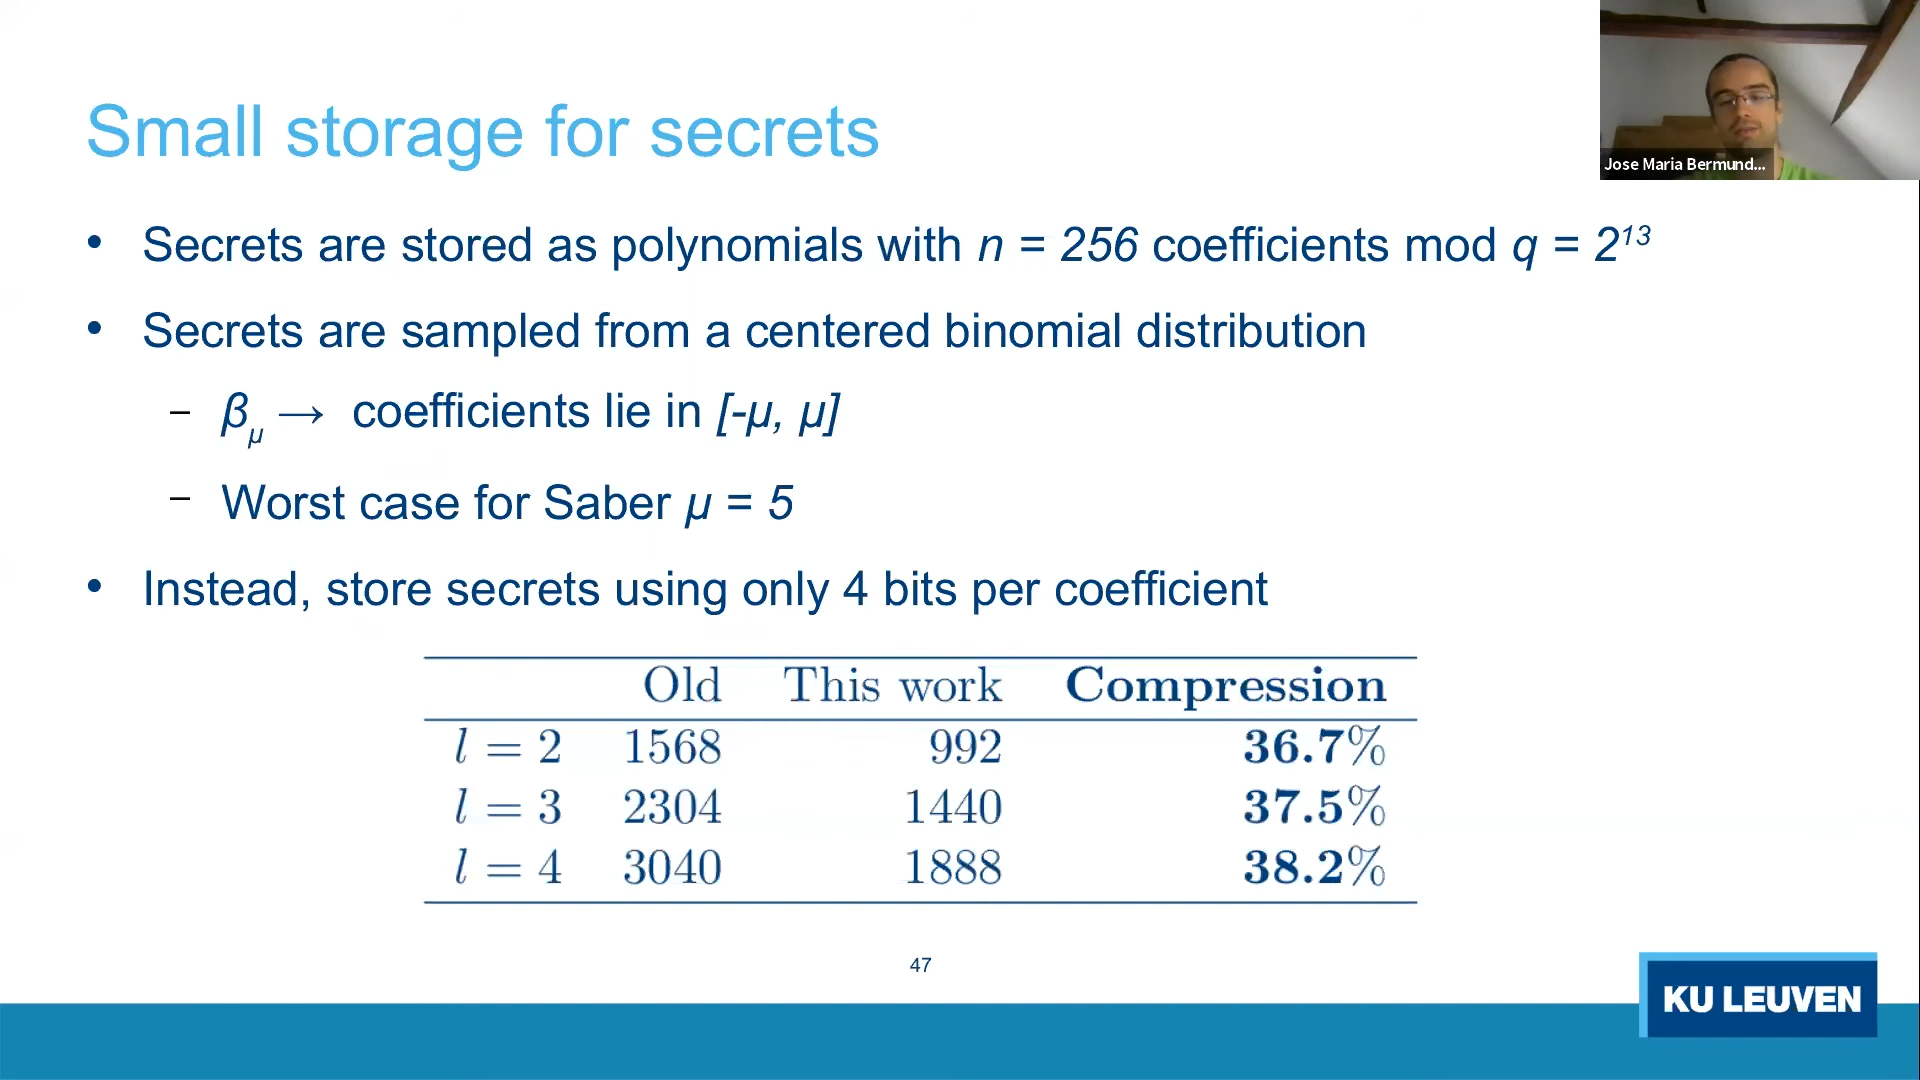 Small storage for secrets
Jose Maria Bermund...
• Secrets are stored as polynomials with n = 256 coefficients mod q = 2¹³
• Secrets are sampled from a centered binomial distribution
– βμ → coefficients lie in [-μ, μ]
– Worst case for Saber μ = 5
• Instead, store secrets using only 4 bits per coefficient
Old This work Compression
l = 2 1568 992 36.7%
l = 3 2304 1440 37.5%
l = 4 3040 1888 38.2%
47
KU LEUVEN